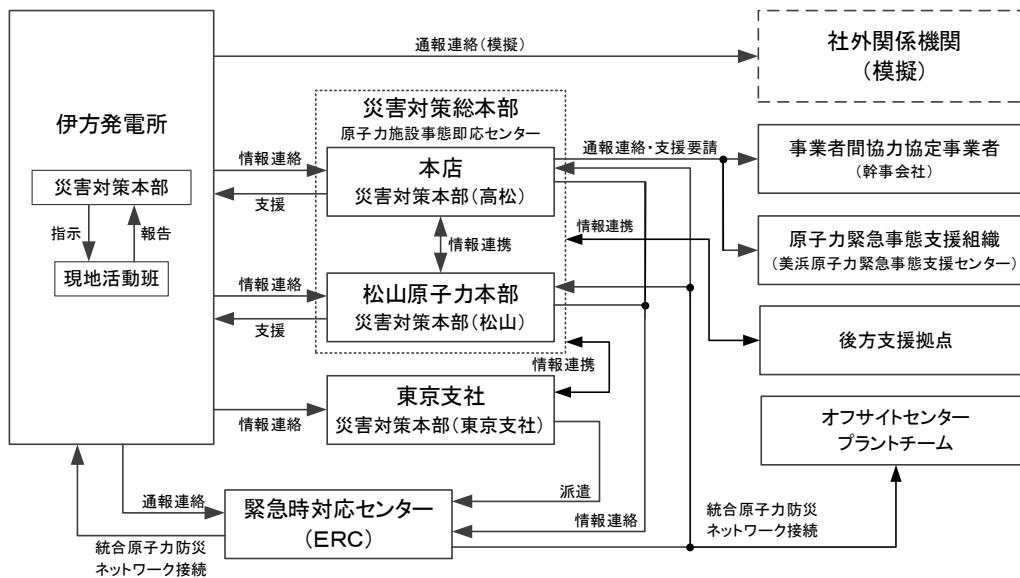 通報連絡(模擬)
社外関係機関
(模擬)
伊方発電所
災害対策総本部
原子力施設事態即応センター
通報連絡・支援要請
事業者間協力協定事業者
(幹事会社)
情報連絡
本店
災害対策本部(高松)
災害対策本部
支援
指示
報告
情報連携
情報連携
原子力緊急事態支援組織
(美浜原子力緊急事態支援センター)
現地活動班
情報連絡
松山原子力本部
災害対策本部(松山)
支援
後方支援拠点
情報連携
東京支社
災害対策本部(東京支社)
情報連絡
オフサイトセンター
プラントチーム
通報連絡
緊急時対応センター
(ERC)
派遣
情報連絡
統合原子力防災
ネットワーク接続
統合原子力防災
ネットワーク接続